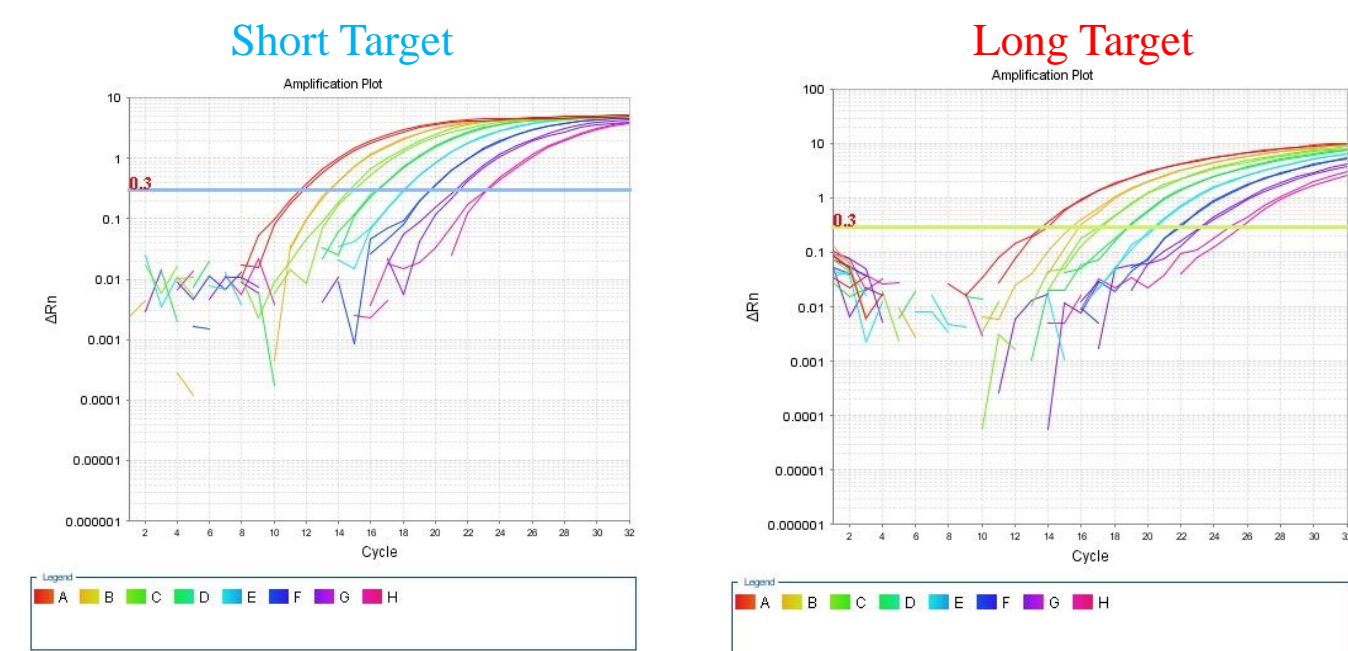 Short Target
Amplification Plot
10
1
0.3
0.1
0.01
0.001
0.0001
0.00001
0.000001
ΔRn
2 4 6 8 10 12 14 16 18 20 22 24 26 28 30 32
Cycle
Legend
A B C D E F G H
Long Target
Amplification Plot
100
10
1
0.3
0.1
0.01
0.001
0.0001
0.00001
0.000001
ΔRn
2 4 6 8 10 12 14 16 18 20 22 24 26 28 30
Cycle
Legend
A B C D E F G H